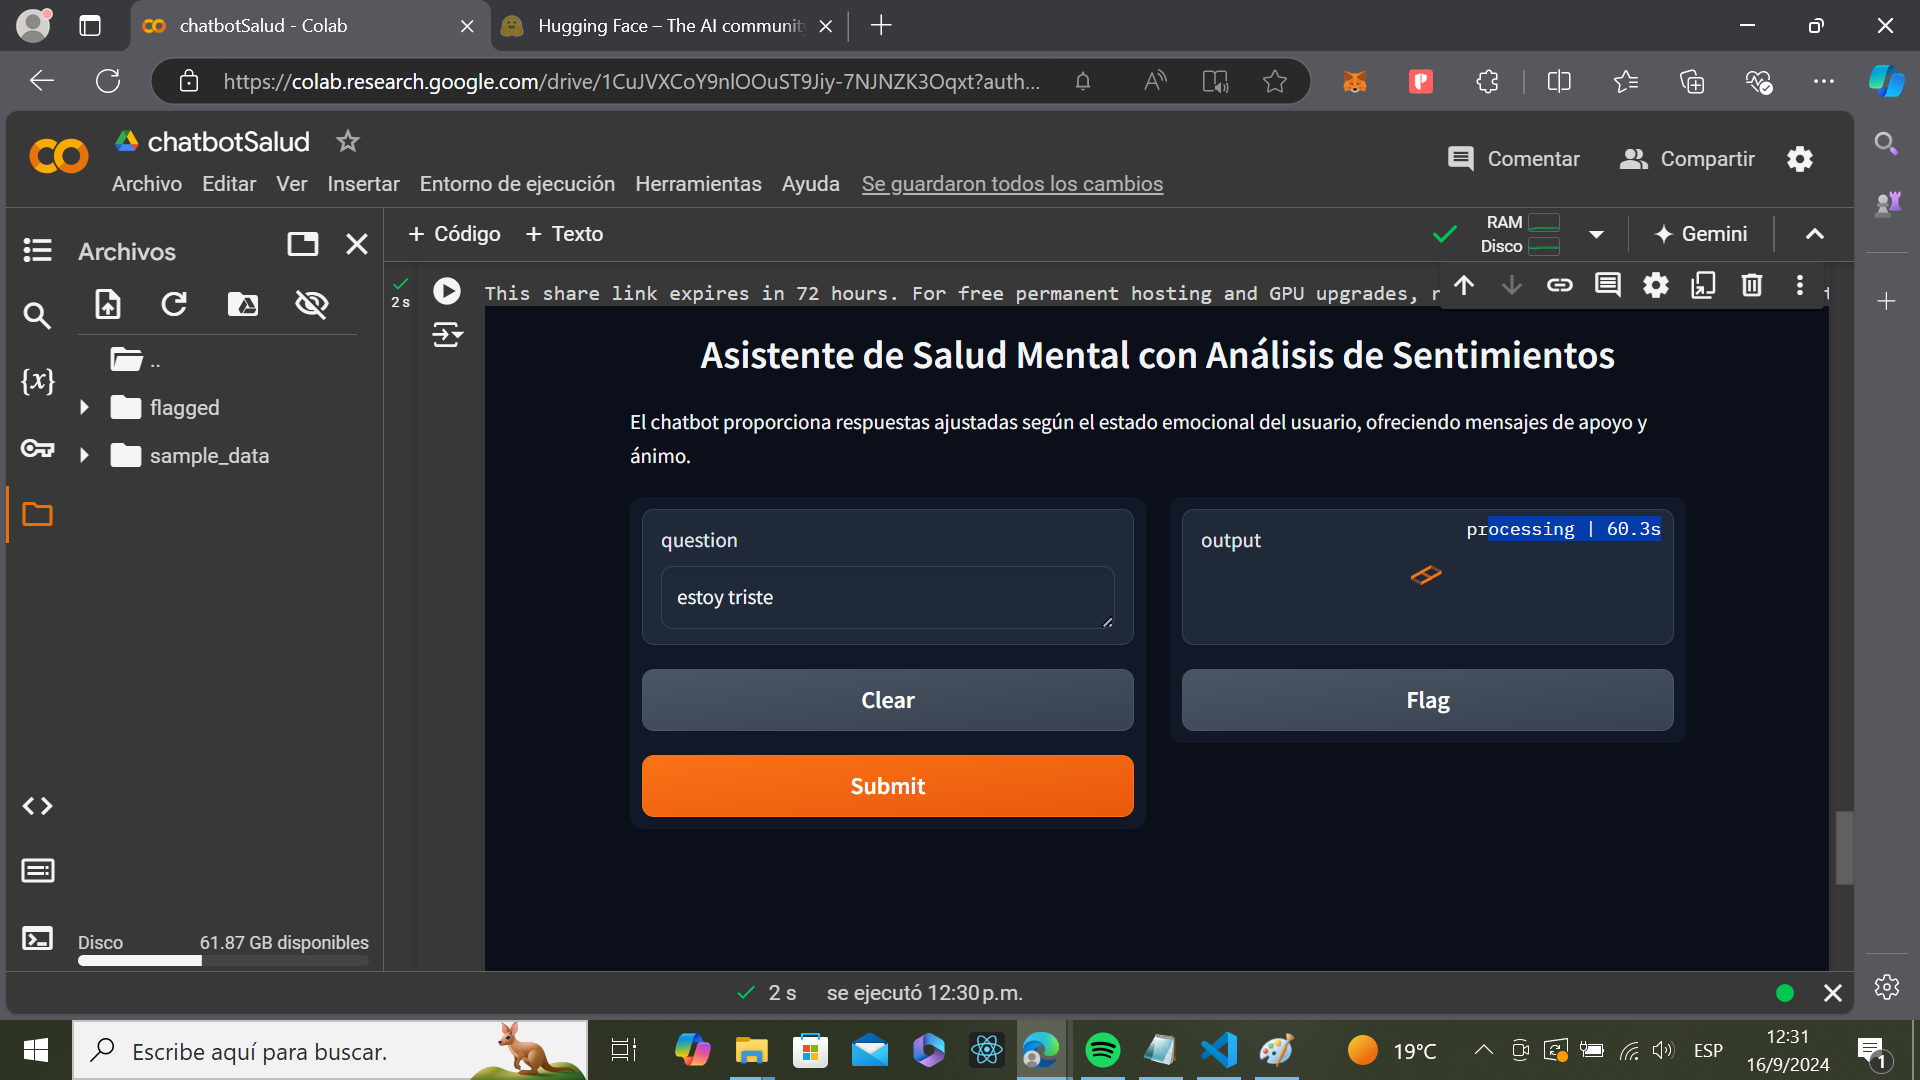 chatbotSalud - Colab
Hugging Face – The AI communit
https://colab.research.google.com/drive/1CuJVXCoY9nlOOuST9Jiy-7NJNZK3Oqxt?auth...
chatbotSalud
Comentar
Compartir
Archivo Editar Ver Insertar Entorno de ejecución Herramientas Ayuda Se guardaron todos los cambios
Archivos
+ Código + Texto
RAM
Disco
Gemini
2 s
This share link expires in 72 hours. For free permanent hosting and GPU upgrades, r
..
flagged
sample_data
{x}
Asistente de Salud Mental con Análisis de Sentimientos
El chatbot proporciona respuestas ajustadas según el estado emocional del usuario, ofreciendo mensajes de apoyo y
ánimo.
question
estoy triste
output
processing | 60.3s
Clear
Flag
Submit
Disco 61.87 GB disponibles
2 s se ejecutó 12:30 p.m.
Escribe aquí para buscar.
19°C
ESP
12:31
16/9/2024
1